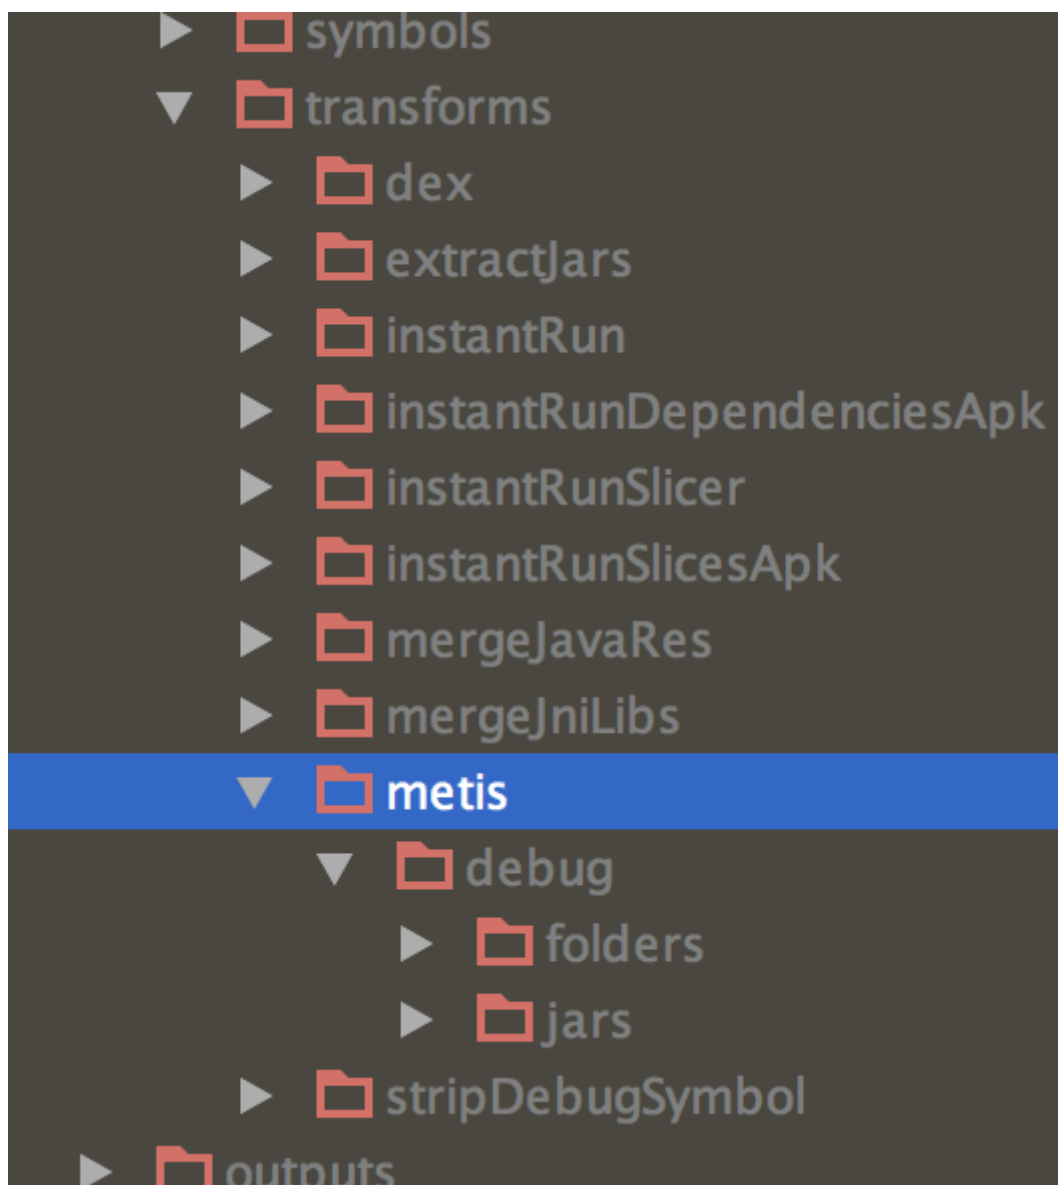 symbols
transforms
dex
extractJars
instantRun
instantRunDependenciesApk
instantRunSlicer
instantRunSlicesApk
mergeJavaRes
mergeJniLibs
metis
debug
folders
jars
stripDebugSymbol
outputs